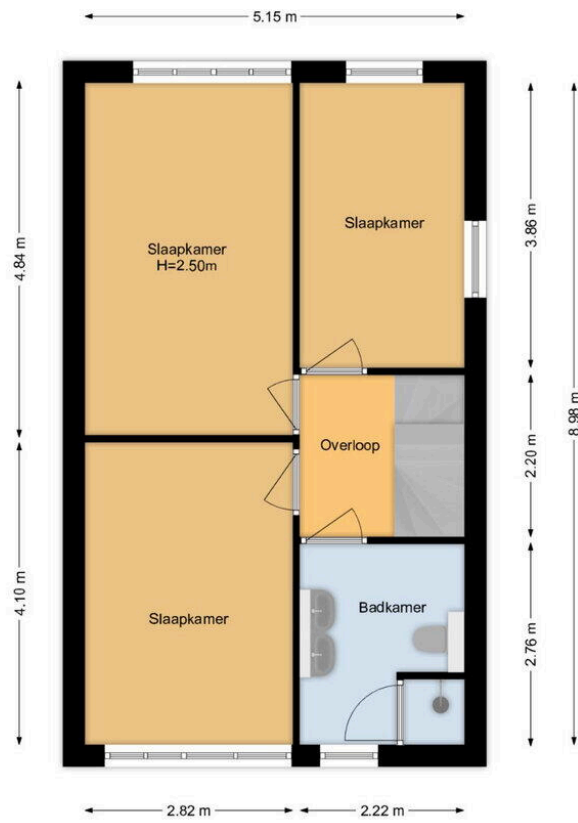 5.15 m
Slaapkamer
H=2.50m
Slaapkamer
4.84 m
3.86 m
8.98 m
Overloop
2.20 m
4.10 m
Slaapkamer
Badkamer
2.76 m
2.82 m
2.22 m